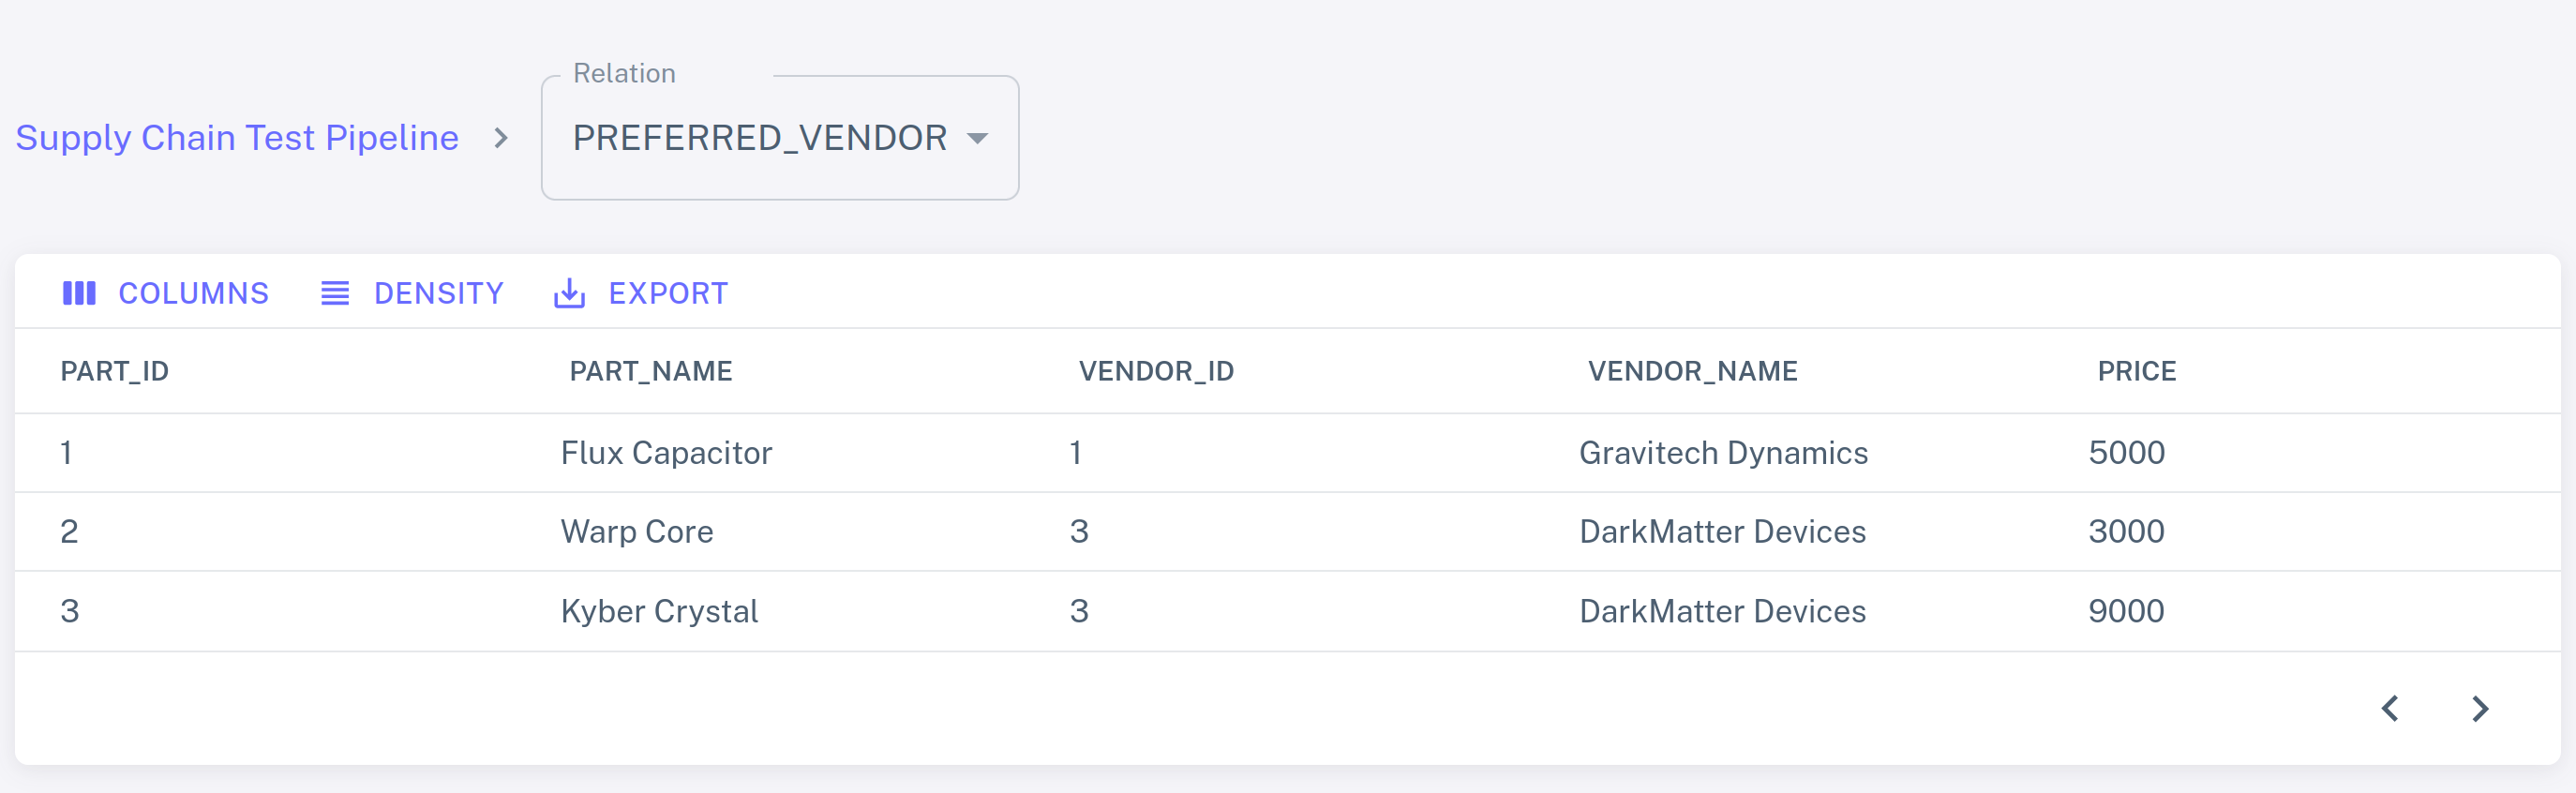 Relation
Supply Chain Test Pipeline > PREFERRED_VENDOR
COLUMNS DENSITY EXPORT
PART_ID PART_NAME VENDOR_ID VENDOR_NAME PRICE
1 Flux Capacitor 1 Gravitech Dynamics 5000
2 Warp Core 3 DarkMatter Devices 3000
3 Kyber Crystal 3 DarkMatter Devices 9000